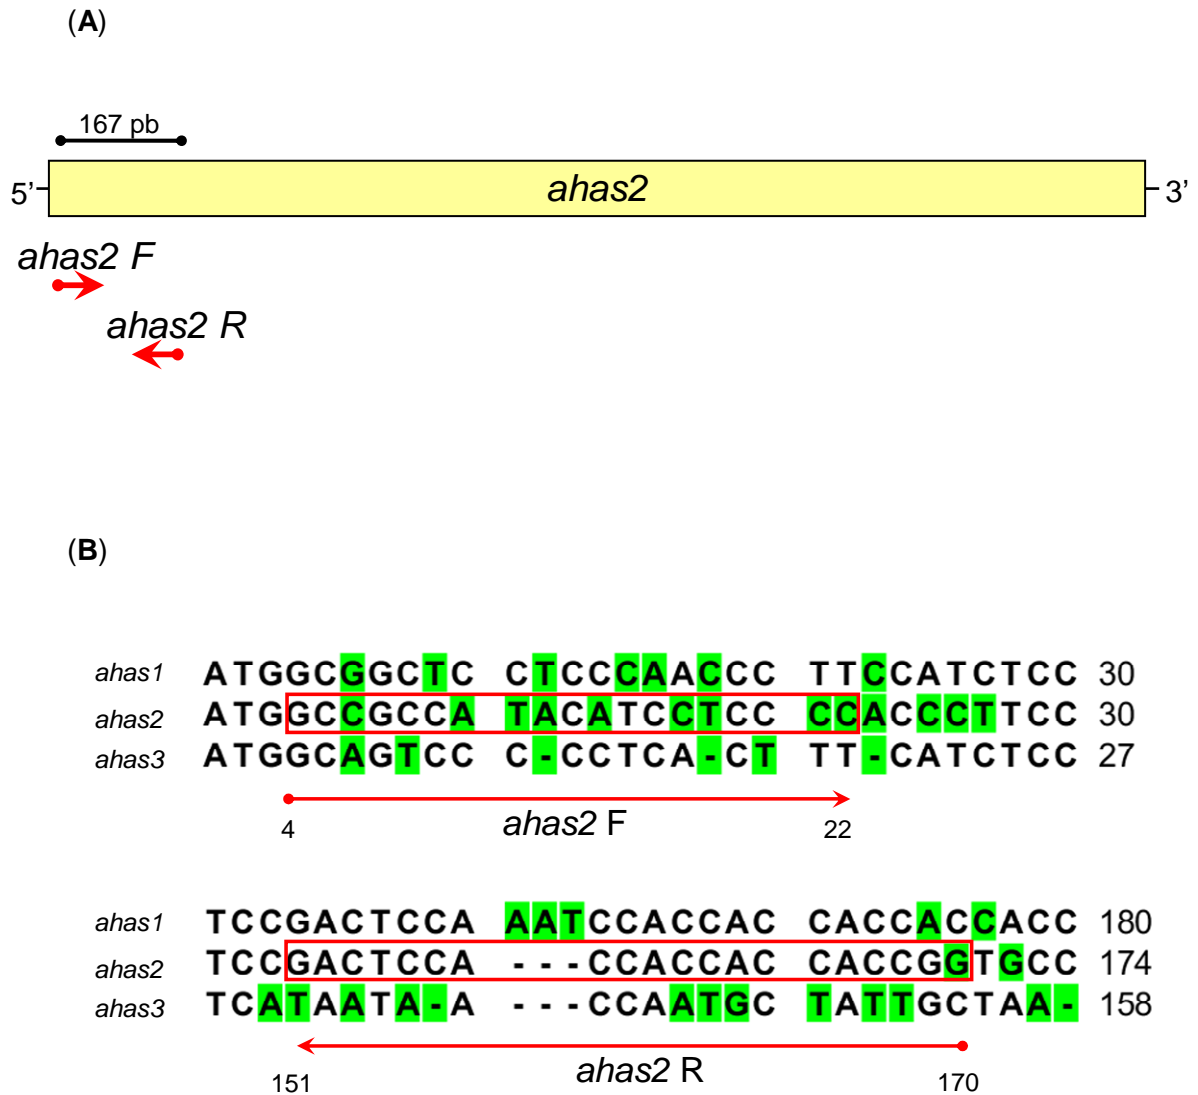 (A)
167 pb
5' ahas2 3'
ahas2 F
ahas2 R
(B)
ahas1 ATGGCGGCTC CTCCCAACCC TTCCATCTCC 30
ahas2 ATGGCCGCCA TACATCCTCC CCACCCTTCC 30
ahas3 ATGGCAGTCC C-CCTCA-CT TT-CATCTCC 27
ahas2 F
4 22
ahas1 TCCGACTCCA AATCCACCAC CACCACCACC 180
ahas2 TCCGACTCCA ---CCACCAC CACCGGTGCC 174
ahas3 TCATAATA-A ---CCAATGC TATTGCTAA- 158
ahas2 R
151 170